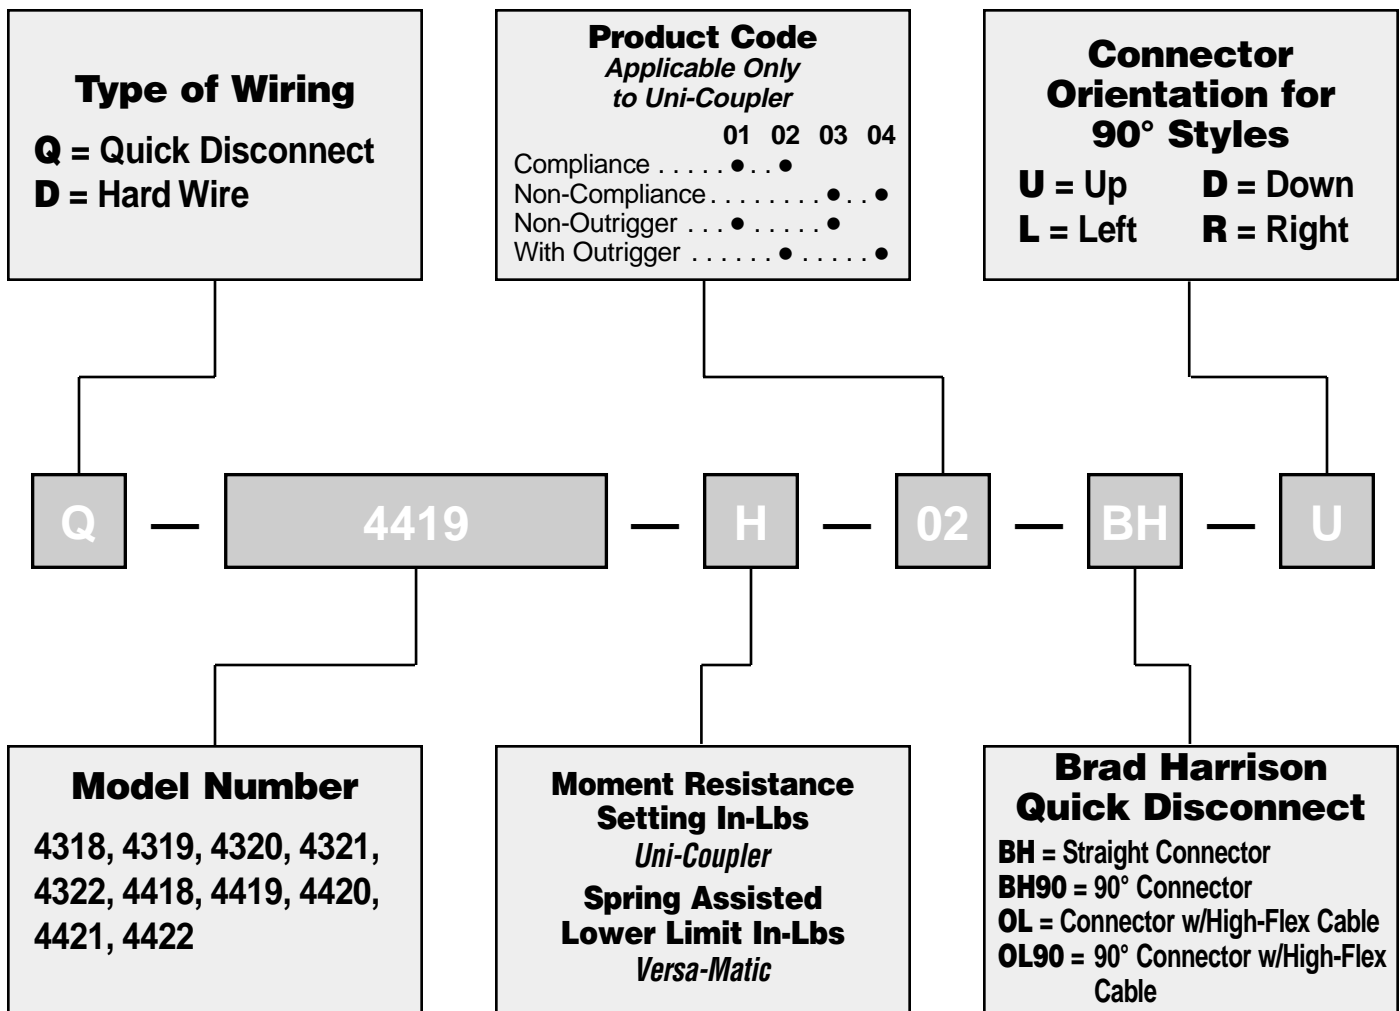 Type of Wiring
Q = Quick Disconnect
D = Hard Wire
Product Code
Applicable Only
to Uni-Coupler
01 02 03 04
Compliance . . . . . ● . . ●
Non-Compliance . . . . . . . . ● . . ●
Non-Outrigger . . . ● . . . . . ●
With Outrigger . . . . . . ● . . . . . ●
Connector
Orientation for
90° Styles
U = Up D = Down
L = Left R = Right
Q — 4419 — H — 02 — BH — U
Model Number
4318, 4319, 4320, 4321,
4322, 4418, 4419, 4420,
4421, 4422
Moment Resistance
Setting In-Lbs
Uni-Coupler
Spring Assisted
Lower Limit In-Lbs
Versa-Matic
Brad Harrison
Quick Disconnect
BH = Straight Connector
BH90 = 90° Connector
OL = Connector w/High-Flex Cable
OL90 = 90° Connector w/High-Flex
Cable